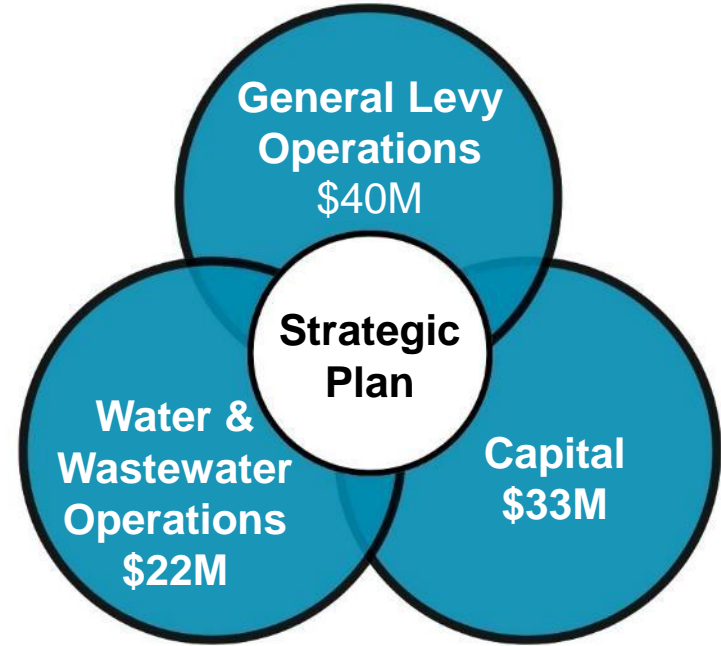 General Levy
Operations
$40M
Strategic
Plan
Water &
Wastewater
Operations
$22M
Capital
$33M